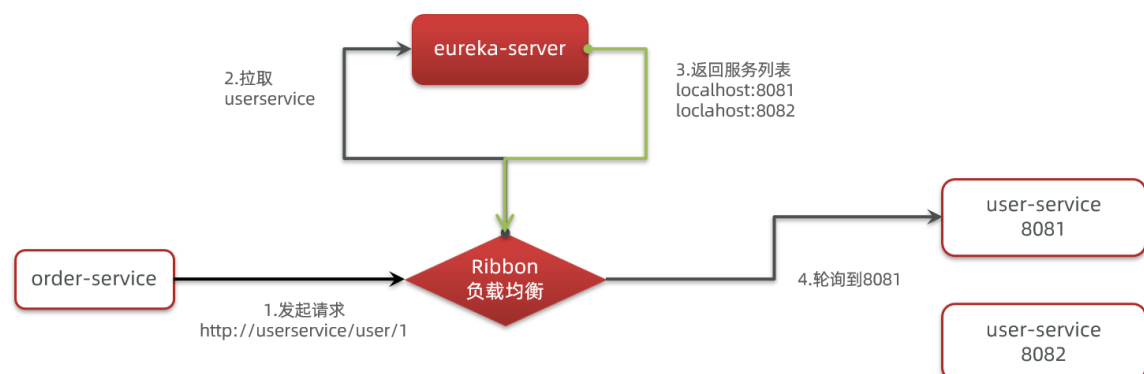 eureka-server
2.拉取
userservice
3.返回服务列表
localhost:8081
loclahost:8082
order-service
1.发起请求
http://userservice/user/1
Ribbon
负载均衡
4.轮询到8081
user-service
8081
user-service
8082